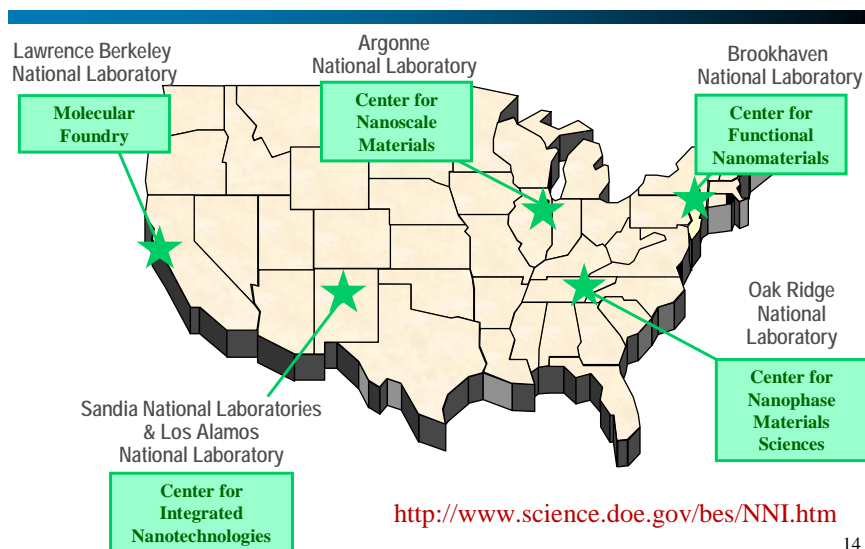 Lawrence Berkeley
National Laboratory
Molecular
Foundry
Argonne
National Laboratory
Center for
Nanoscale
Materials
Brookhaven
National Laboratory
Center for
Functional
Nanomaterials
Oak Ridge
National
Laboratory
Center for
Nanophase
Materials
Sciences
Sandia National Laboratories
& Los Alamos
National Laboratory
Center for
Integrated
Nanotechnologies
http://www.science.doe.gov/bes/NNI.htm
14